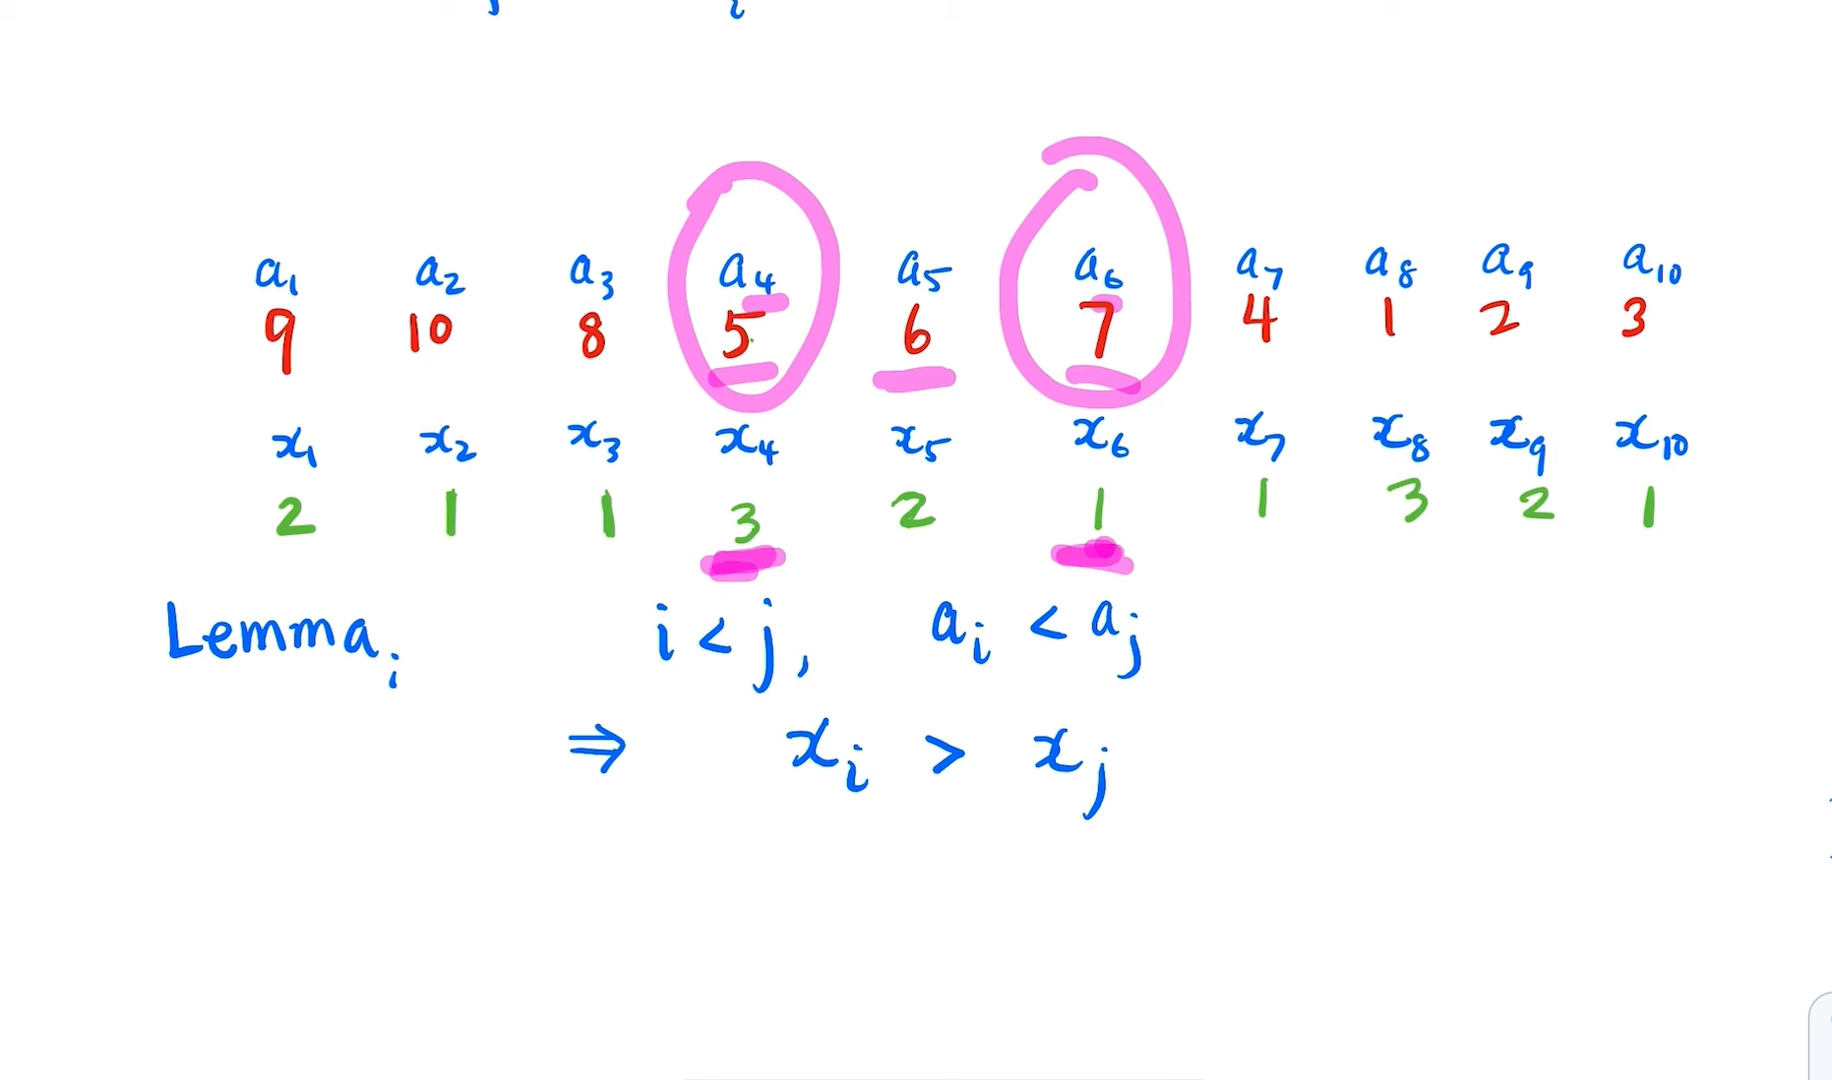 a₁ a₂ a₃ a₄ a₅ a₆ a₇ a₈ a₉ a₁₀
9 10 8 5 6 7 4 1 2 3
x₁ x₂ x₃ x₄ x₅ x₆ x₇ x₈ x₉ x₁₀
2 1 1 3 2 1 1 3 2 1
Lemma; i < j, aᵢ < aⱼ
⇒ xᵢ > xⱼ